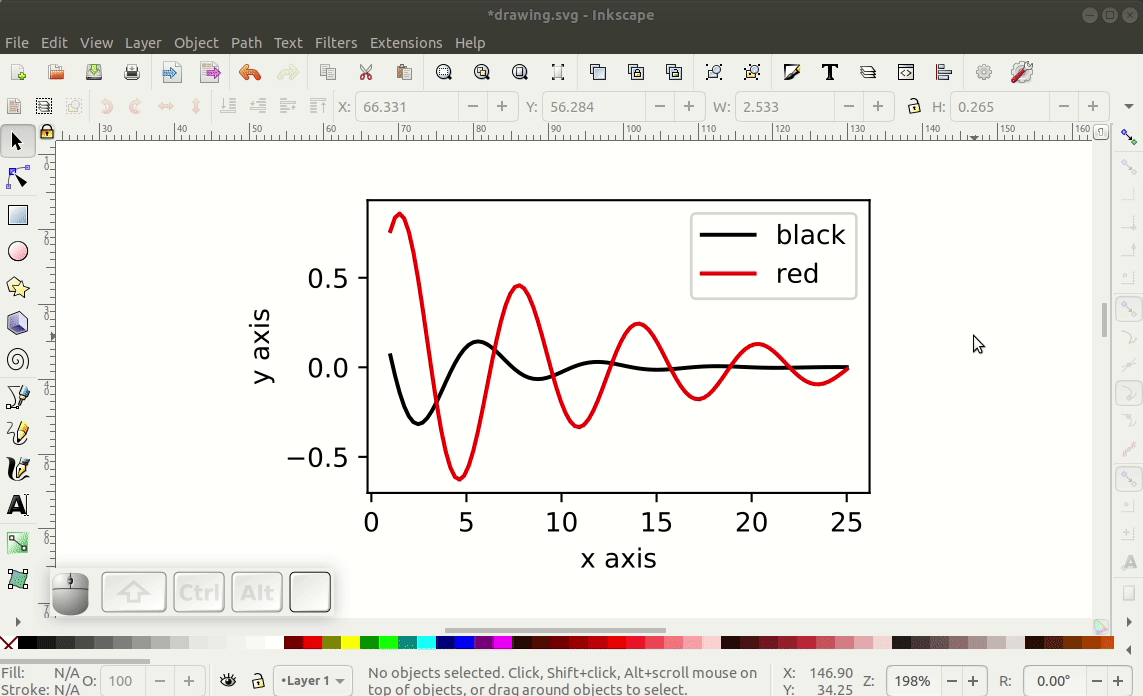 *drawing.svg - Inkscape
File Edit View Layer Object Path Text Filters Extensions Help
X: 66.331 Y: 56.284 W: 2.533 H: 0.265
30 40 50 60 70 80 90 100 110 120 130 140 150 160
black
red
0.5
0.0
−0.5
y axis
0 5 10 15 20 25
x axis
Ctrl Alt
Fill: N/A O: 100 •Layer 1 No objects selected. Click, Shift+click, Alt+scroll mouse on X: 146.90 Z: 198% R: 0.00°
Stroke: N/A top of objects, or drag around objects to select. Y: 34.25